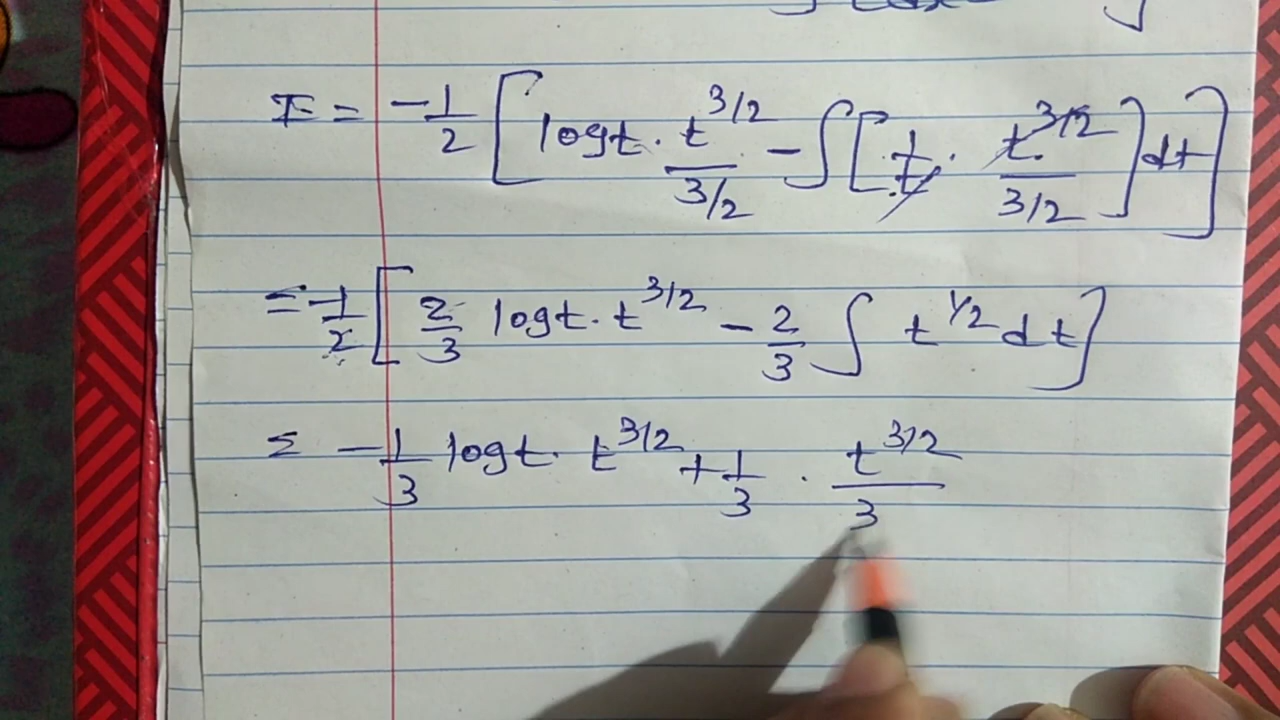 I = -1/2 [ log t · t^3/2 / 3/2 - ∫ [ 1/t · t^3/2 / 3/2 ] dt ]
= -1/2 [ 2/3 log t · t^3/2 - 2/3 ∫ t^1/2 dt ]
= -1/3 log t · t^3/2 + 1/3 · t^3/2 / 3